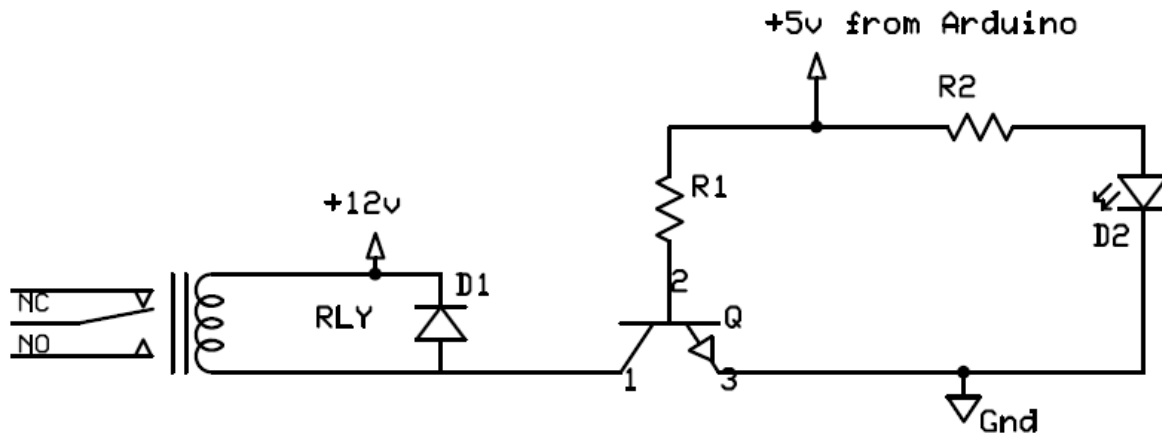 +5v from Arduino
R2
R1
+12v
D2
2
D1
NC
RLY
Q
NO
1
3
Gnd